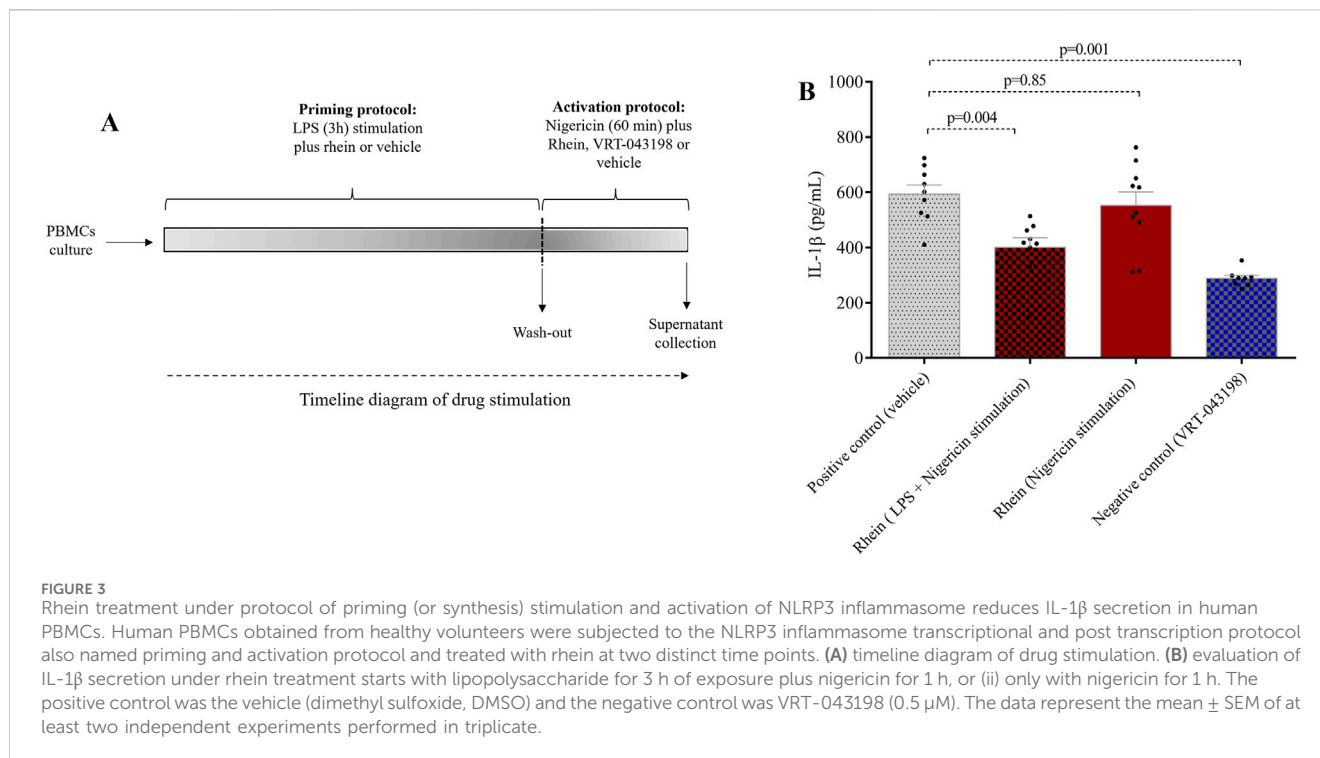 A
Priming protocol:
LPS (3h) stimulation
plus rhein or vehicle
Activation protocol:
Nigericin (60 min) plus
Rhein, VRT-043198 or
vehicle
PBMCs
culture
Wash-out
Supernatant
collection
Timeline diagram of drug stimulation
B
p=0.001
p=0.85
p=0.004
IL-1β (pg/mL)
1000
800
600
400
200
0
Positive control (vehicle)
Rhein ( LPS + Nigericin stimulation)
Rhein (Nigericin stimulation)
Negative control (VRT-043198)
FIGURE 3
Rhein treatment under protocol of priming (or synthesis) stimulation and activation of NLRP3 inflammasome reduces IL-1β secretion in human
PBMCs. Human PBMCs obtained from healthy volunteers were subjected to the NLRP3 inflammasome transcriptional and post transcription protocol
also named priming and activation protocol and treated with rhein at two distinct time points. (A) timeline diagram of drug stimulation. (B) evaluation of
IL-1β secretion under rhein treatment starts with lipopolysaccharide for 3 h of exposure plus nigericin for 1 h, or (ii) only with nigericin for 1 h. The
positive control was the vehicle (dimethyl sulfoxide, DMSO) and the negative control was VRT-043198 (0.5 μM). The data represent the mean ± SEM of at
least two independent experiments performed in triplicate.